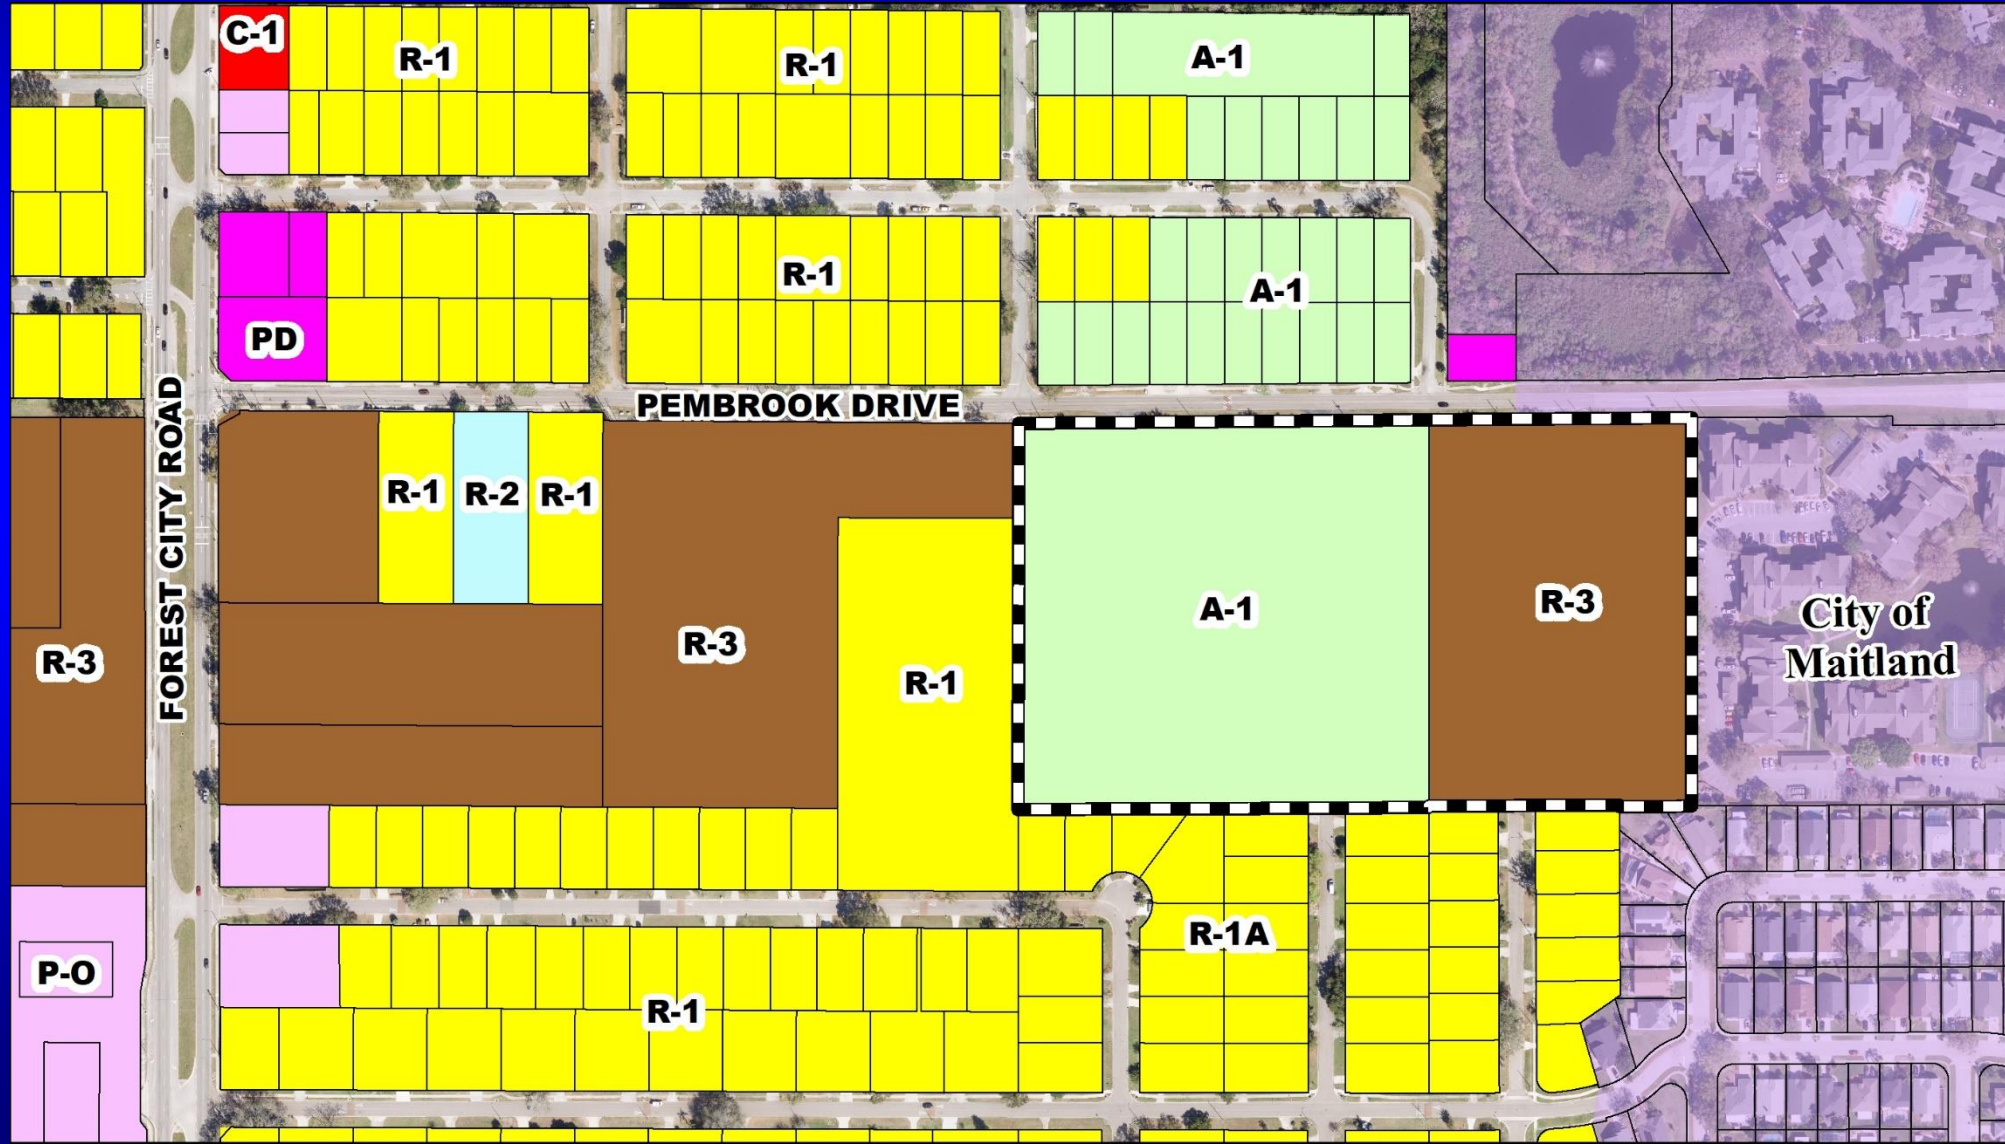 C-1
R-1
R-1
A-1
R-1
A-1
PD
PEMBROOK DRIVE
FOREST CITY ROAD
R-1
R-2
R-1
A-1
R-3
City of
Maitland
R-3
R-3
R-1
R-1A
P-O
R-1